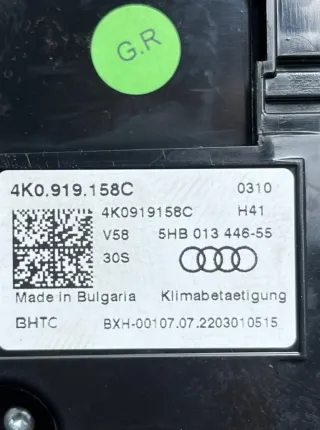 G.R
4K0.919.158C 0310
4K0919158C H41
V58 5HB 013 446-55
30S
Made in Bulgaria Klimabetaetigung
BHTC BXH-00107.07.2203010515